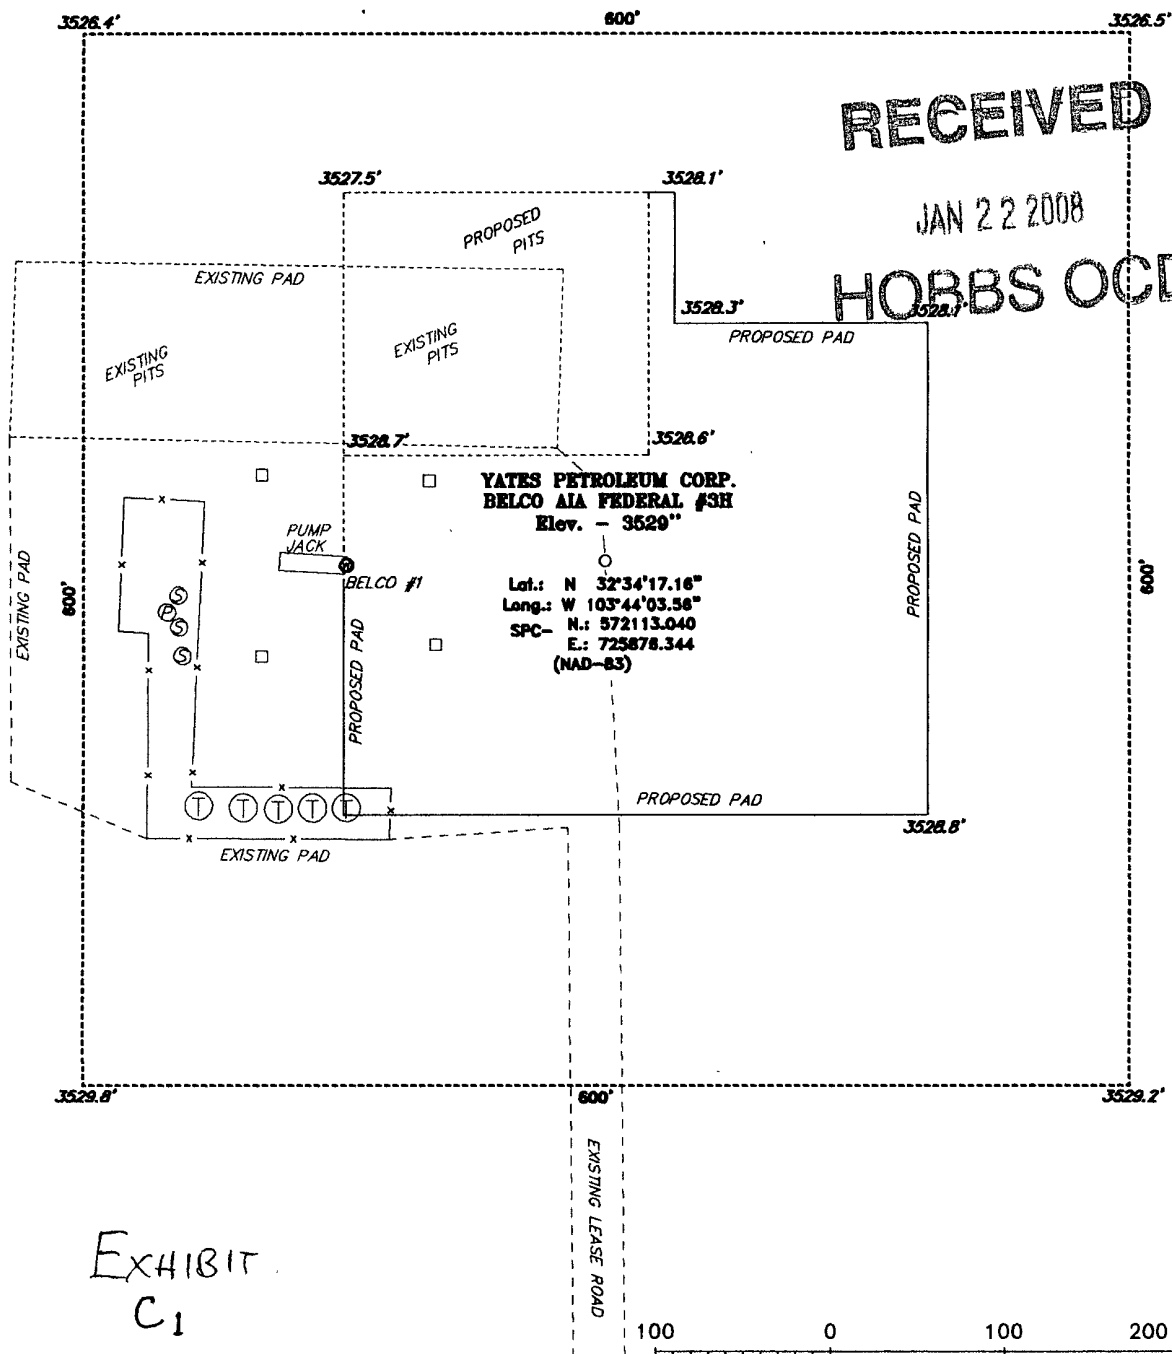 3526.4'
600'
3526.5'
RECEIVED
JAN 22 2008
HOBBS OCD
3527.5'
3528.1'
PROPOSED
PITS
EXISTING PAD
3528.3'
3528.1'
PROPOSED PAD
EXISTING
PITS
EXISTING
PITS
3528.7'
3528.6'
YATES PETROLEUM CORP.
BELCO AIA FEDERAL #3H
Elev. - 3529"
PUMP
JACK
BELCO #1
Lat.: N 32°34'17.16"
Long.: W 103°44'03.58"
SPC- N.: 572113.040
E.: 725878.344
(NAD-83)
EXISTING PAD
600'
S
P
S
S
PROPOSED PAD
PROPOSED PAD
600'
T T T T T
PROPOSED PAD
3528.8'
EXISTING PAD
3529.8'
600'
3529.2'
EXISTING LEASE ROAD
EXHIBIT
C1
100 0 100 200